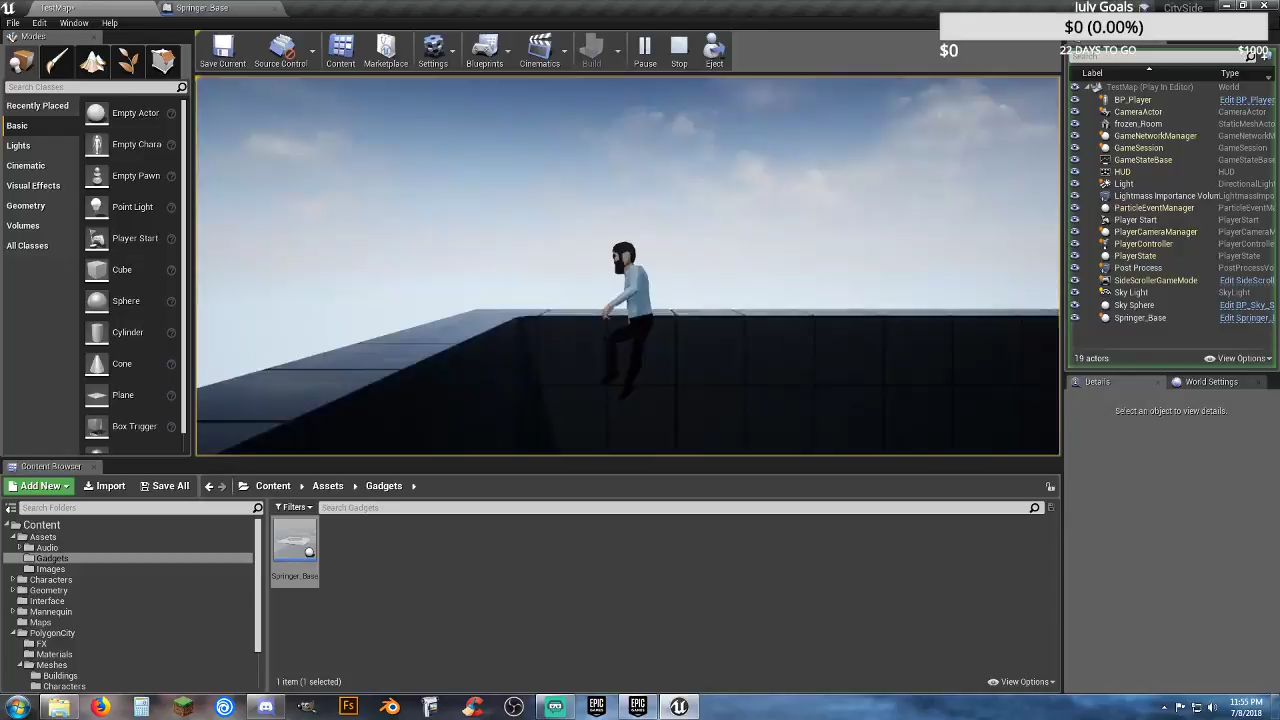 TestMap*
Springer_Base
July Goals
CitySide
File
Edit
Window
Help
$0 (0.00%)
$0
22 DAYS TO GO
$1000
Modes
Save Current
Source Control
Content
Marketplace
Settings
Blueprints
Cinematics
Build
Pause
Stop
Eject
Search
Search Classes
Label
Type
TestMap (Play In Editor)
World
BP_Player
Edit BP_Player
CameraActor
CameraActor
frozen_Room
StaticMeshActo
GameNetworkManager
GameNetworkM
GameSession
GameSession
GameStateBase
GameStateBase
HUD
HUD
Light
DirectionalLigh
Lightmass Importance Volum
LightmassImpo
ParticleEventManager
ParticleEventMa
Player Start
PlayerStart
PlayerCameraManager
PlayerCameraM
PlayerController
PlayerControlle
PlayerState
PlayerState
Post Process
PostProcessVo
SideScrollerGameMode
Edit SideScroll
Sky Light
SkyLight
Sky Sphere
Edit BP_Sky_S
Springer_Base
Edit Springer_
19 actors
View Options
Recently Placed
Basic
Lights
Cinematic
Visual Effects
Geometry
Volumes
All Classes
Empty Actor
Empty Chara
Empty Pawn
Point Light
Player Start
Cube
Sphere
Cylinder
Cone
Plane
Box Trigger
Details
World Settings
Select an object to view details.
Content Browser
Add New
Import
Save All
Content
Assets
Gadgets
Search Folders
Filters
Search Gadgets
Content
Assets
Audio
Gadgets
Images
Characters
Geometry
Interface
Mannequin
Maps
PolygonCity
FX
Materials
Meshes
Buildings
Characters
Springer_Base
1 item (1 selected)
View Options
Fs
EPIC
GAMES
EPIC
GAMES
11:55 PM
7/8/2018